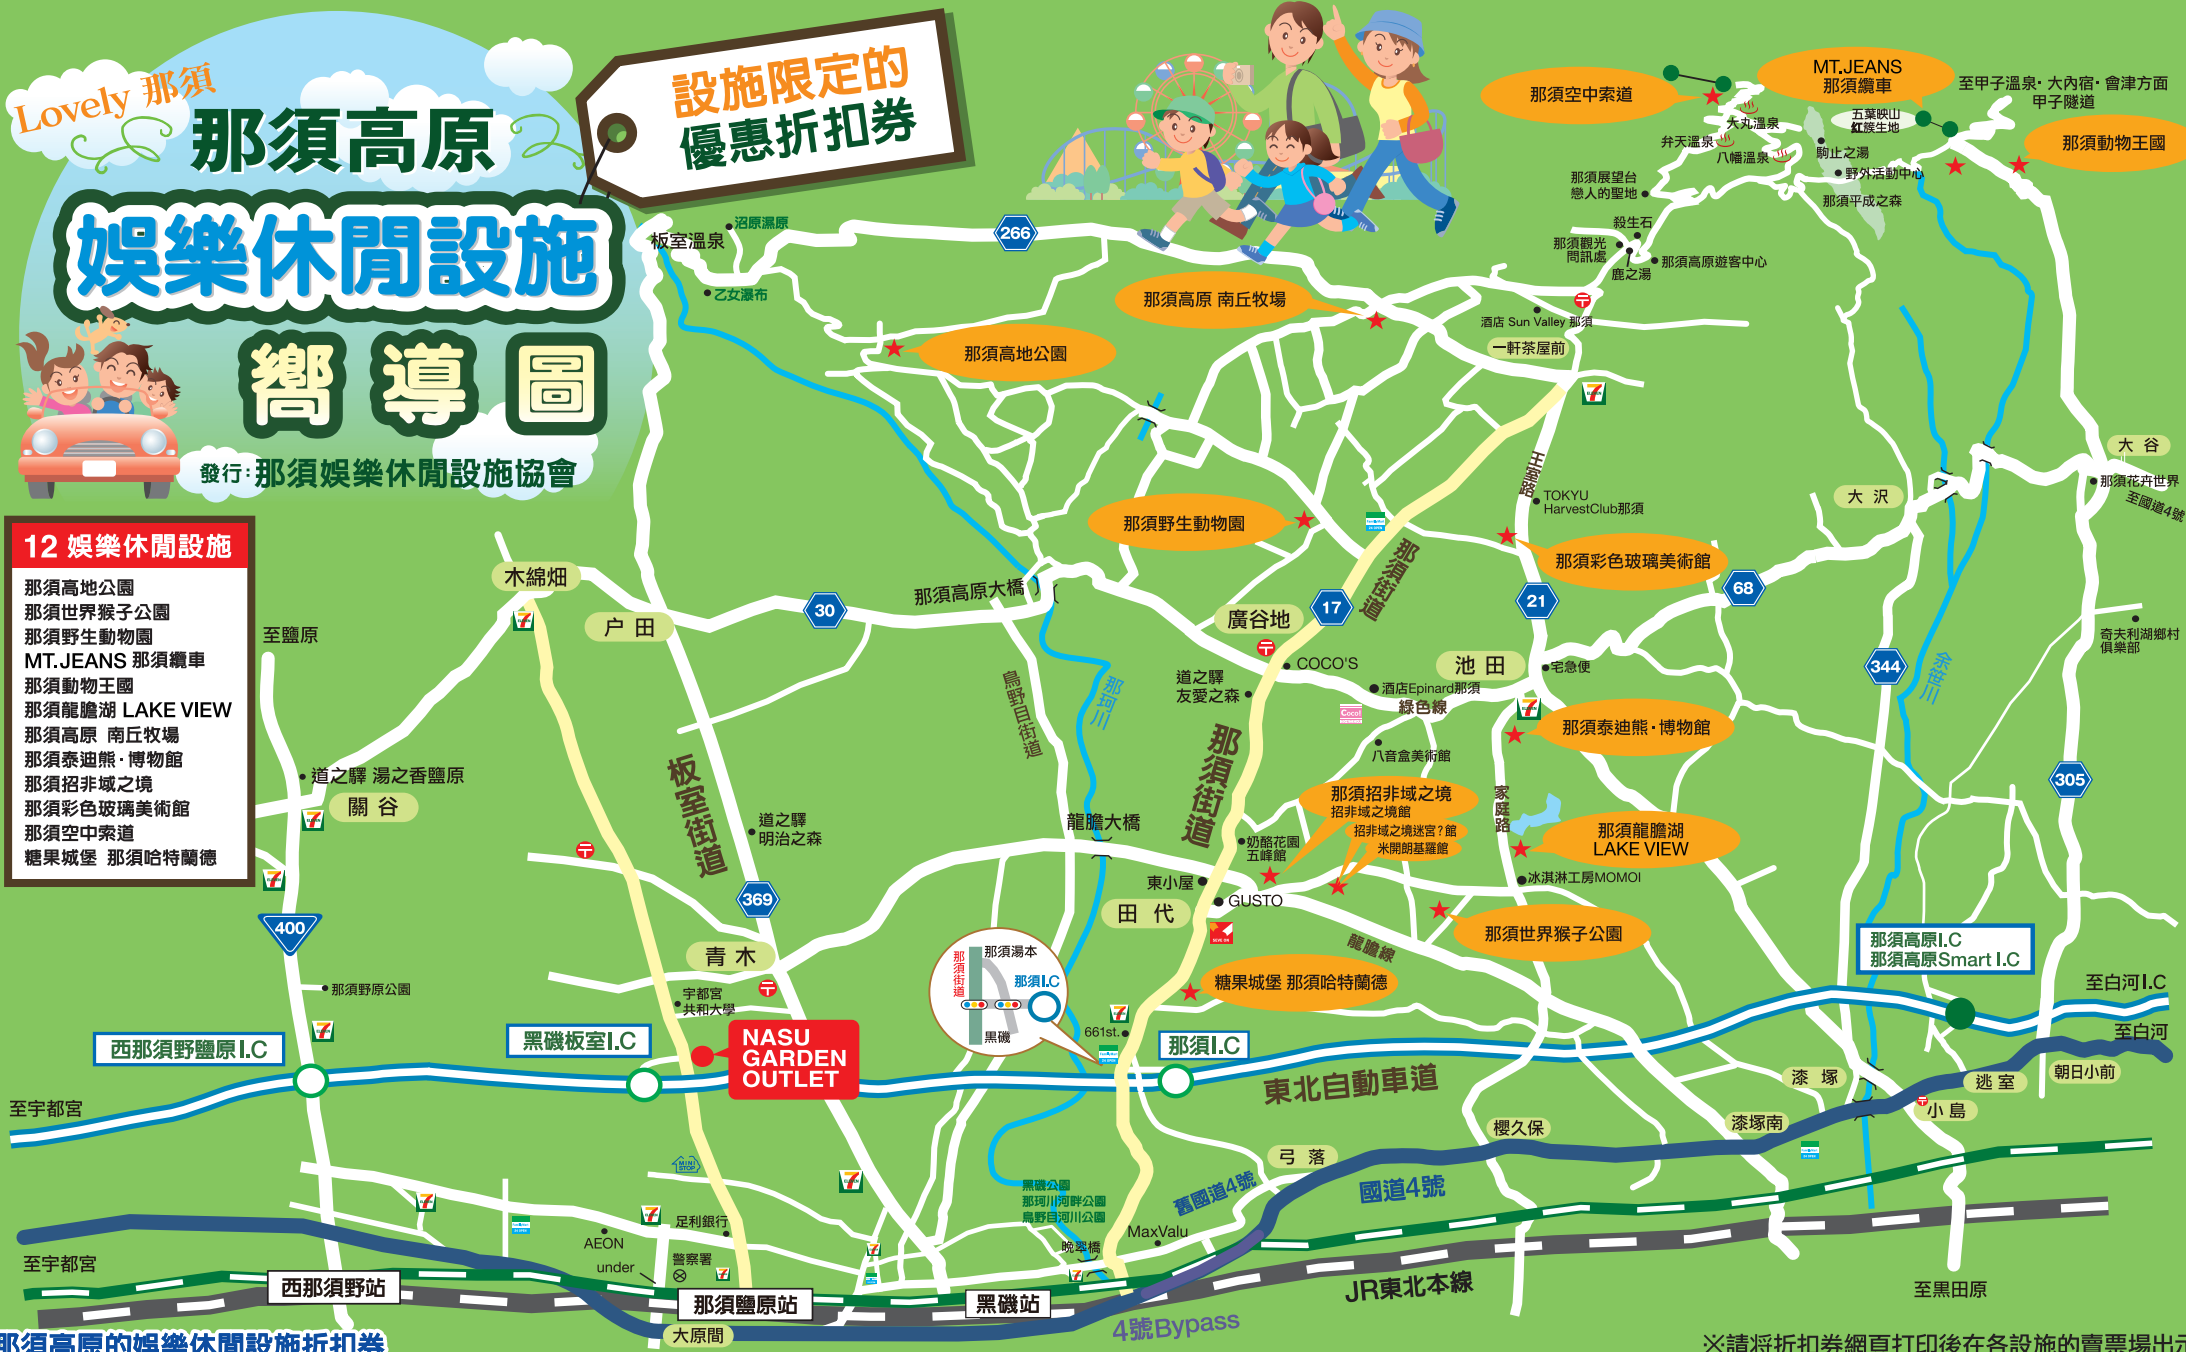 Lovely 那須
那須高原
娛樂休閒設施
嚮導圖
發行:那須娛樂休閒設施協會
設施限定的
優惠折扣券
12 娛樂休閒設施
那須高地公園
那須世界猴子公園
那須野生動物園
MT.JEANS 那須纜車
那須動物王國
那須龍膽湖 LAKE VIEW
那須高原 南丘牧場
那須泰迪熊·博物館
那須招非域之境
那須彩色玻璃美術館
那須空中索道
糖果城堡 那須哈特蘭德
那須空中索道
MT.JEANS
那須纜車
至甲子溫泉·大內宿·會津方面
甲子隧道
那須動物王國
五葉映山
紅簇生地
大丸溫泉
弁天溫泉
八幡溫泉
駒止之湯
野外活動中心
那須平成之森
那須展望台
戀人的聖地
殺生石
那須觀光
問訊處
鹿之湯
那須高原遊客中心
板室溫泉
沼原濕原
乙女瀑布
266
那須高原 南丘牧場
酒店 Sun Valley 那須
一軒茶屋前
那須高地公園
王室路
TOKYU
HarvestClub那須
大谷
那須花卉世界
至國道4號
大沢
那須野生動物園
那須街道
那須彩色玻璃美術館
木綿畑
户田
30
那須高原大橋
廣谷地
17
21
68
至鹽原
COCO'S
池田
宅急便
344
余笹川
奇夫利湖鄉村
俱樂部
道之驛
友愛之森
酒店Epinard那須
綠色線
鳥野目街道
那珂川
八音盒美術館
那須泰迪熊·博物館
板室街道
那須街道
道之驛 湯之香鹽原
關谷
道之驛
明治之森
龍膽大橋
那須招非域之境
招非域之境館
招非域之境迷宮?館
米開朗基羅館
家庭路
那須龍膽湖
LAKE VIEW
305
奶酪花園
五峰館
東小屋
GUSTO
田代
冰淇淋工房MOMOI
369
400
青木
那須世界猴子公園
龍膽線
那須高原I.C
那須高原Smart I.C
那須野原公園
宇都宮
共和大學
那須湯本
那須街道
那須I.C
黑磯
糖果城堡 那須哈特蘭德
至白河I.C
至白河
西那須野鹽原I.C
黑磯板室I.C
NASU
GARDEN
OUTLET
661st.
那須I.C
東北自動車道
漆塚
逃室
朝日小前
小島
至宇都宮
櫻久保
漆塚南
弓落
MINI
STOP
黑磯公園
那珂川河畔公園
鳥野目河川公園
舊國道4號
國道4號
足利銀行
AEON
under
警察署
晚翠橋
MaxValu
至宇都宮
西那須野站
那須鹽原站
黑磯站
JR東北本線
至黑田原
大原間
4號Bypass
那須高原的娛樂休閒設施折扣券
※請将折扣券網頁打印後在各設施的賣票場出示